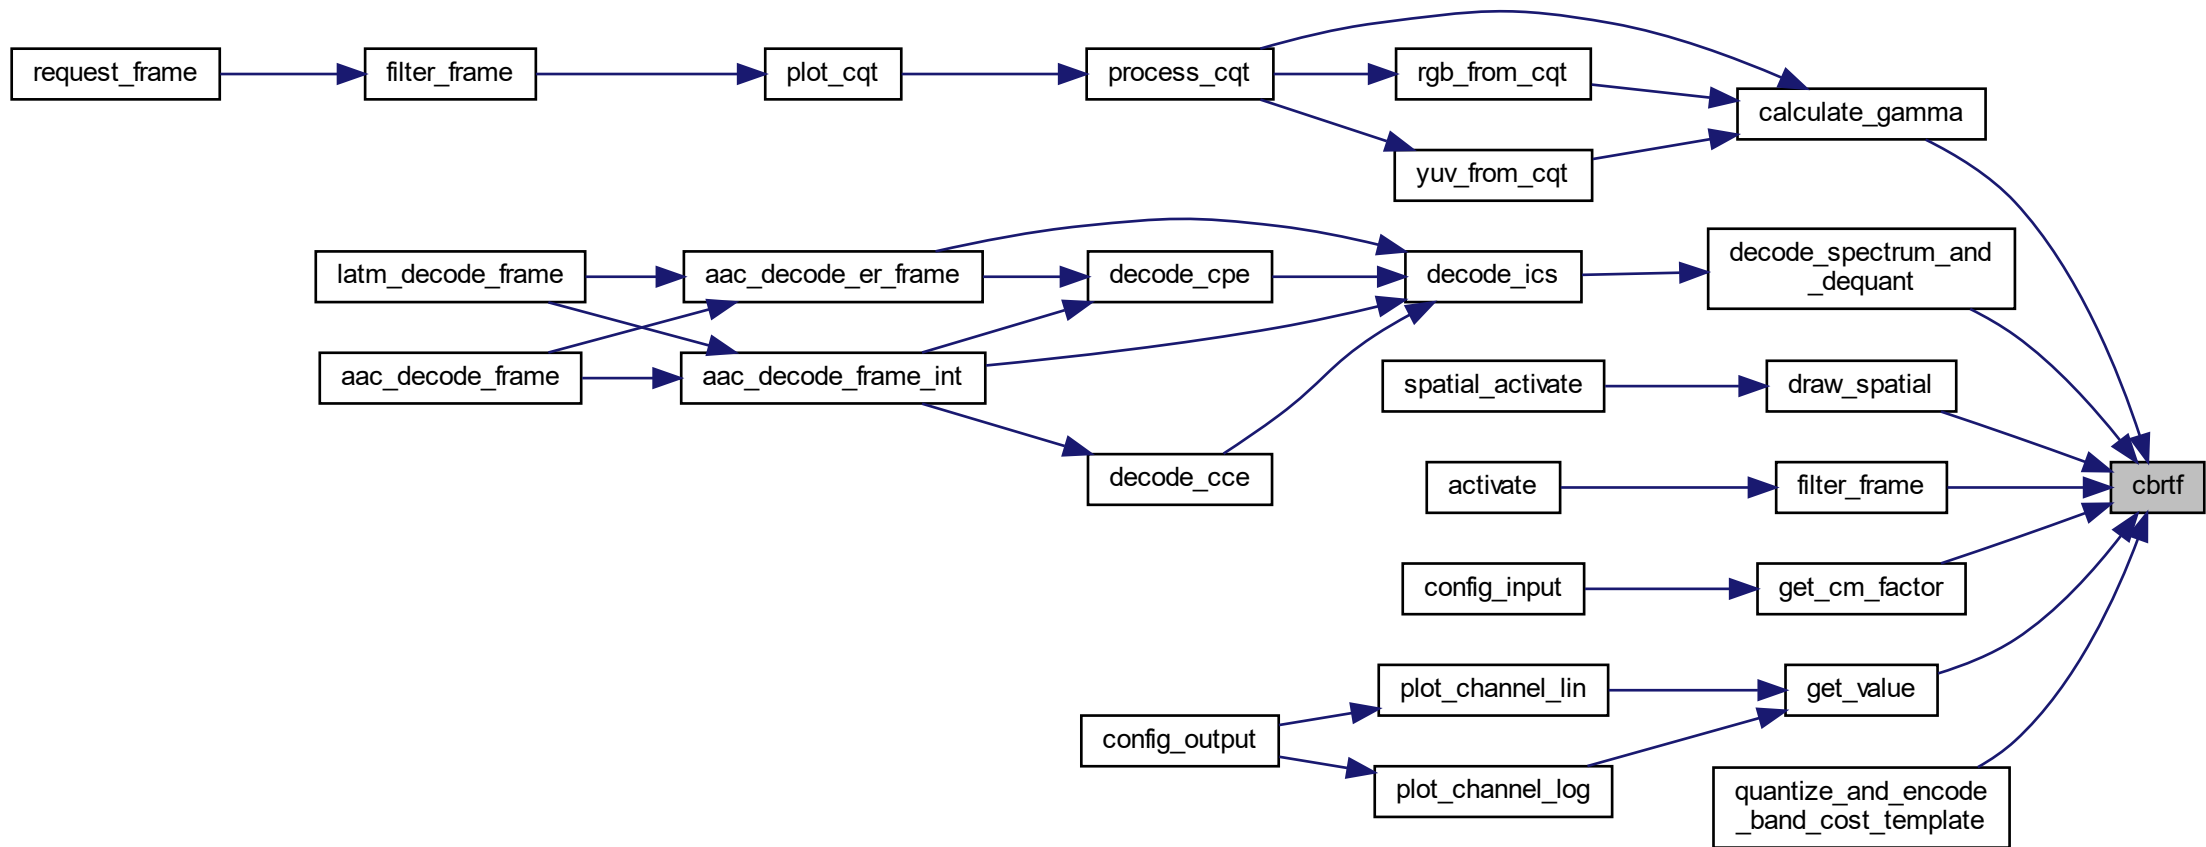 request_frame
filter_frame
plot_cqt
process_cqt
rgb_from_cqt
calculate_gamma
yuv_from_cqt
latm_decode_frame
aac_decode_er_frame
decode_cpe
decode_ics
decode_spectrum_and
_dequant
aac_decode_frame
aac_decode_frame_int
spatial_activate
draw_spatial
decode_cce
activate
filter_frame
cbrtf
config_input
get_cm_factor
plot_channel_lin
get_value
config_output
plot_channel_log
quantize_and_encode
_band_cost_template